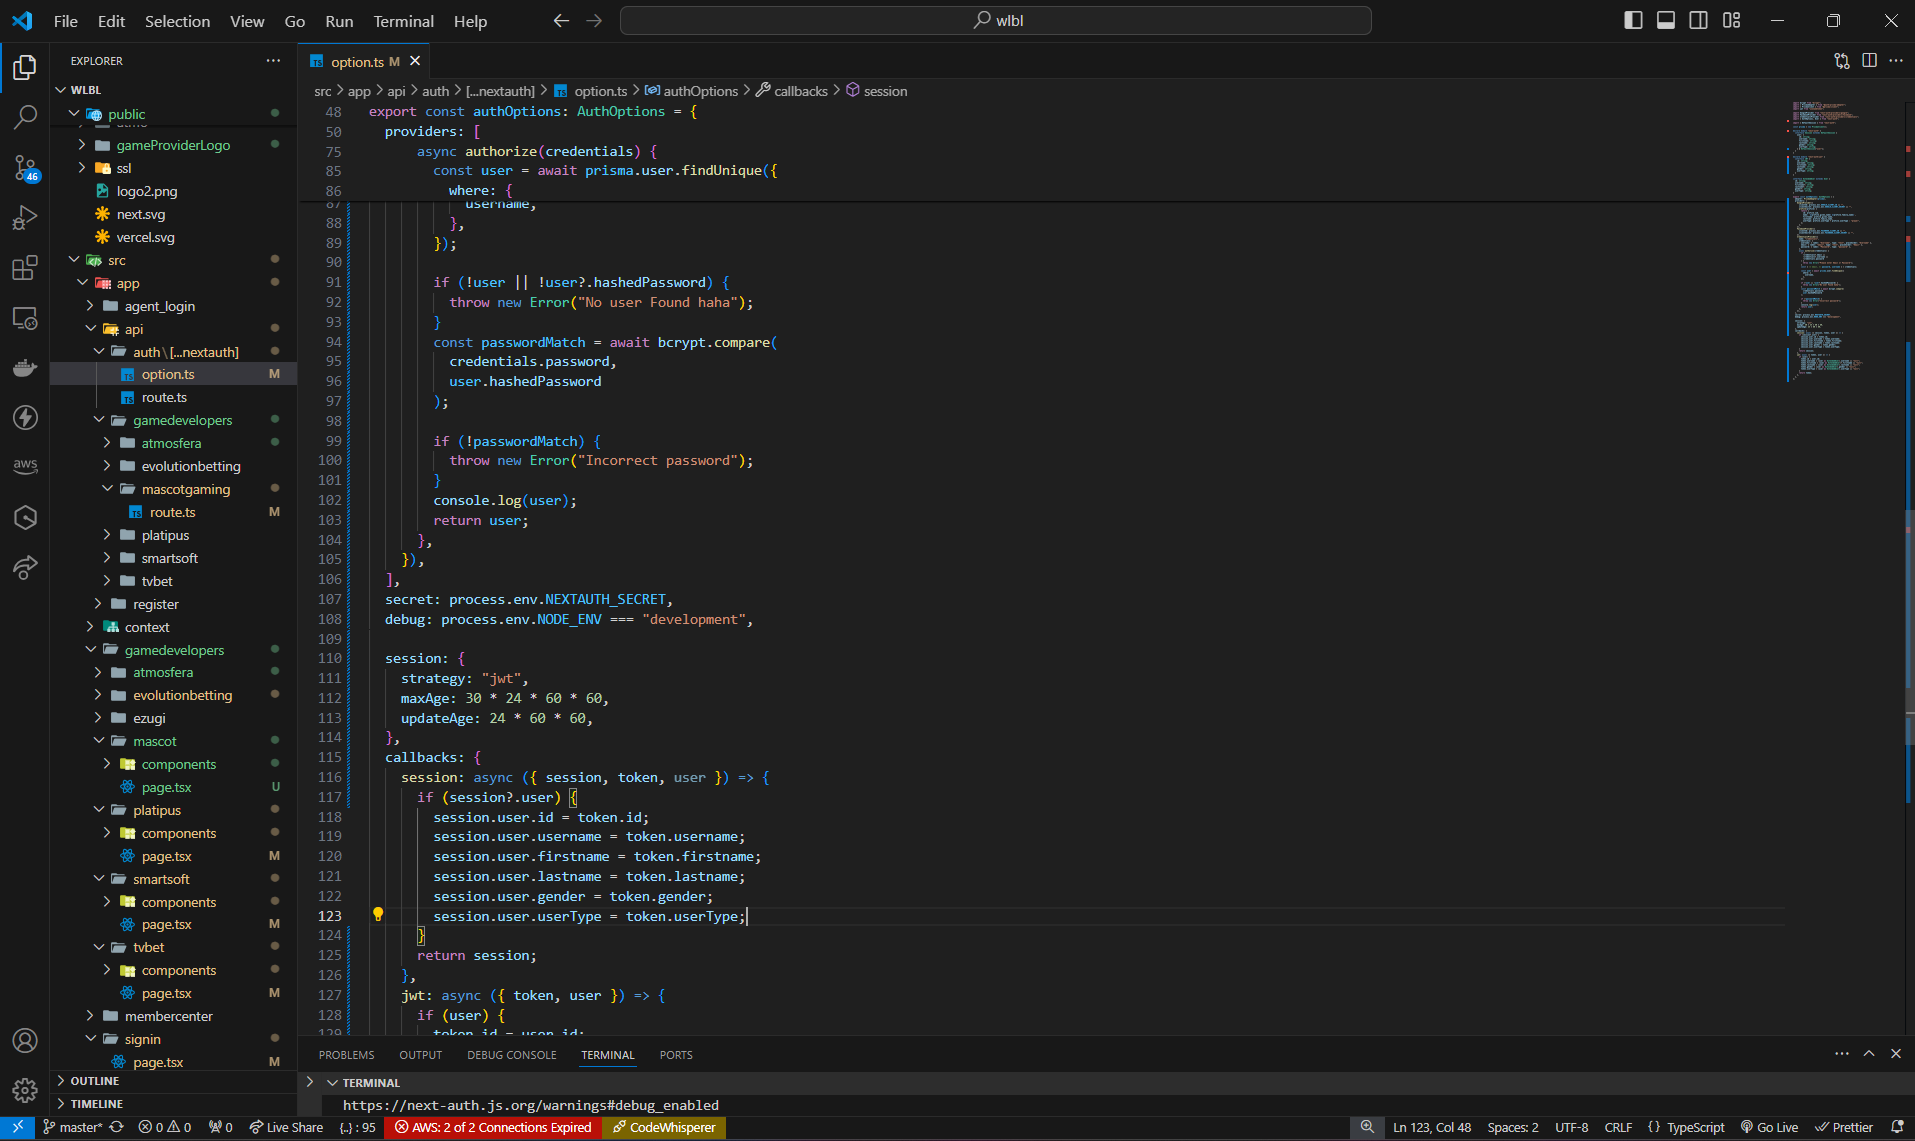 File Edit Selection View Go Run Terminal Help
wlbl
EXPLORER
WLBL
public
gameProviderLogo
ssl
logo2.png
next.svg
vercel.svg
src
app
agent_login
api
auth\[...nextauth]
option.ts M
route.ts
gamedevelopers
atmosfera
evolutionbetting
mascotgaming
route.ts M
platipus
smartsoft
tvbet
register
context
gamedevelopers
atmosfera
evolutionbetting
ezugi
mascot
components
page.tsx U
platipus
components
page.tsx M
smartsoft
components
page.tsx M
tvbet
components
page.tsx M
membercenter
signin
page.tsx M
OUTLINE
TIMELINE
46
aws
option.ts M
src > app > api > auth > [...nextauth] > option.ts > authOptions > callbacks > session
48 export const authOptions: AuthOptions = {
50 providers: [
75 async authorize(credentials) {
85 const user = await prisma.user.findUnique({
86 where: {
87 username,
88 },
89 });
90
91 if (!user || !user?.hashedPassword) {
92 throw new Error("No user Found haha");
93 }
94 const passwordMatch = await bcrypt.compare(
95 credentials.password,
96 user.hashedPassword
97 );
98
99 if (!passwordMatch) {
100 throw new Error("Incorrect password");
101 }
102 console.log(user);
103 return user;
104 },
105 }),
106 ],
107 secret: process.env.NEXTAUTH_SECRET,
108 debug: process.env.NODE_ENV === "development",
109
110 session: {
111 strategy: "jwt",
112 maxAge: 30 * 24 * 60 * 60,
113 updateAge: 24 * 60 * 60,
114 },
115 callbacks: {
116 session: async ({ session, token, user }) => {
117 if (session?.user) {
118 session.user.id = token.id;
119 session.user.username = token.username;
120 session.user.firstname = token.firstname;
121 session.user.lastname = token.lastname;
122 session.user.gender = token.gender;
123 session.user.userType = token.userType;
124 }
125 return session;
126 },
127 jwt: async ({ token, user }) => {
128 if (user) {
129 token.id = user.id;
PROBLEMS OUTPUT DEBUG CONSOLE TERMINAL PORTS
TERMINAL
https://next-auth.js.org/warnings#debug_enabled
master* 0 0 0 Live Share {..} : 95 AWS: 2 of 2 Connections Expired CodeWhisperer Ln 123, Col 48 Spaces: 2 UTF-8 CRLF {} TypeScript Go Live Prettier